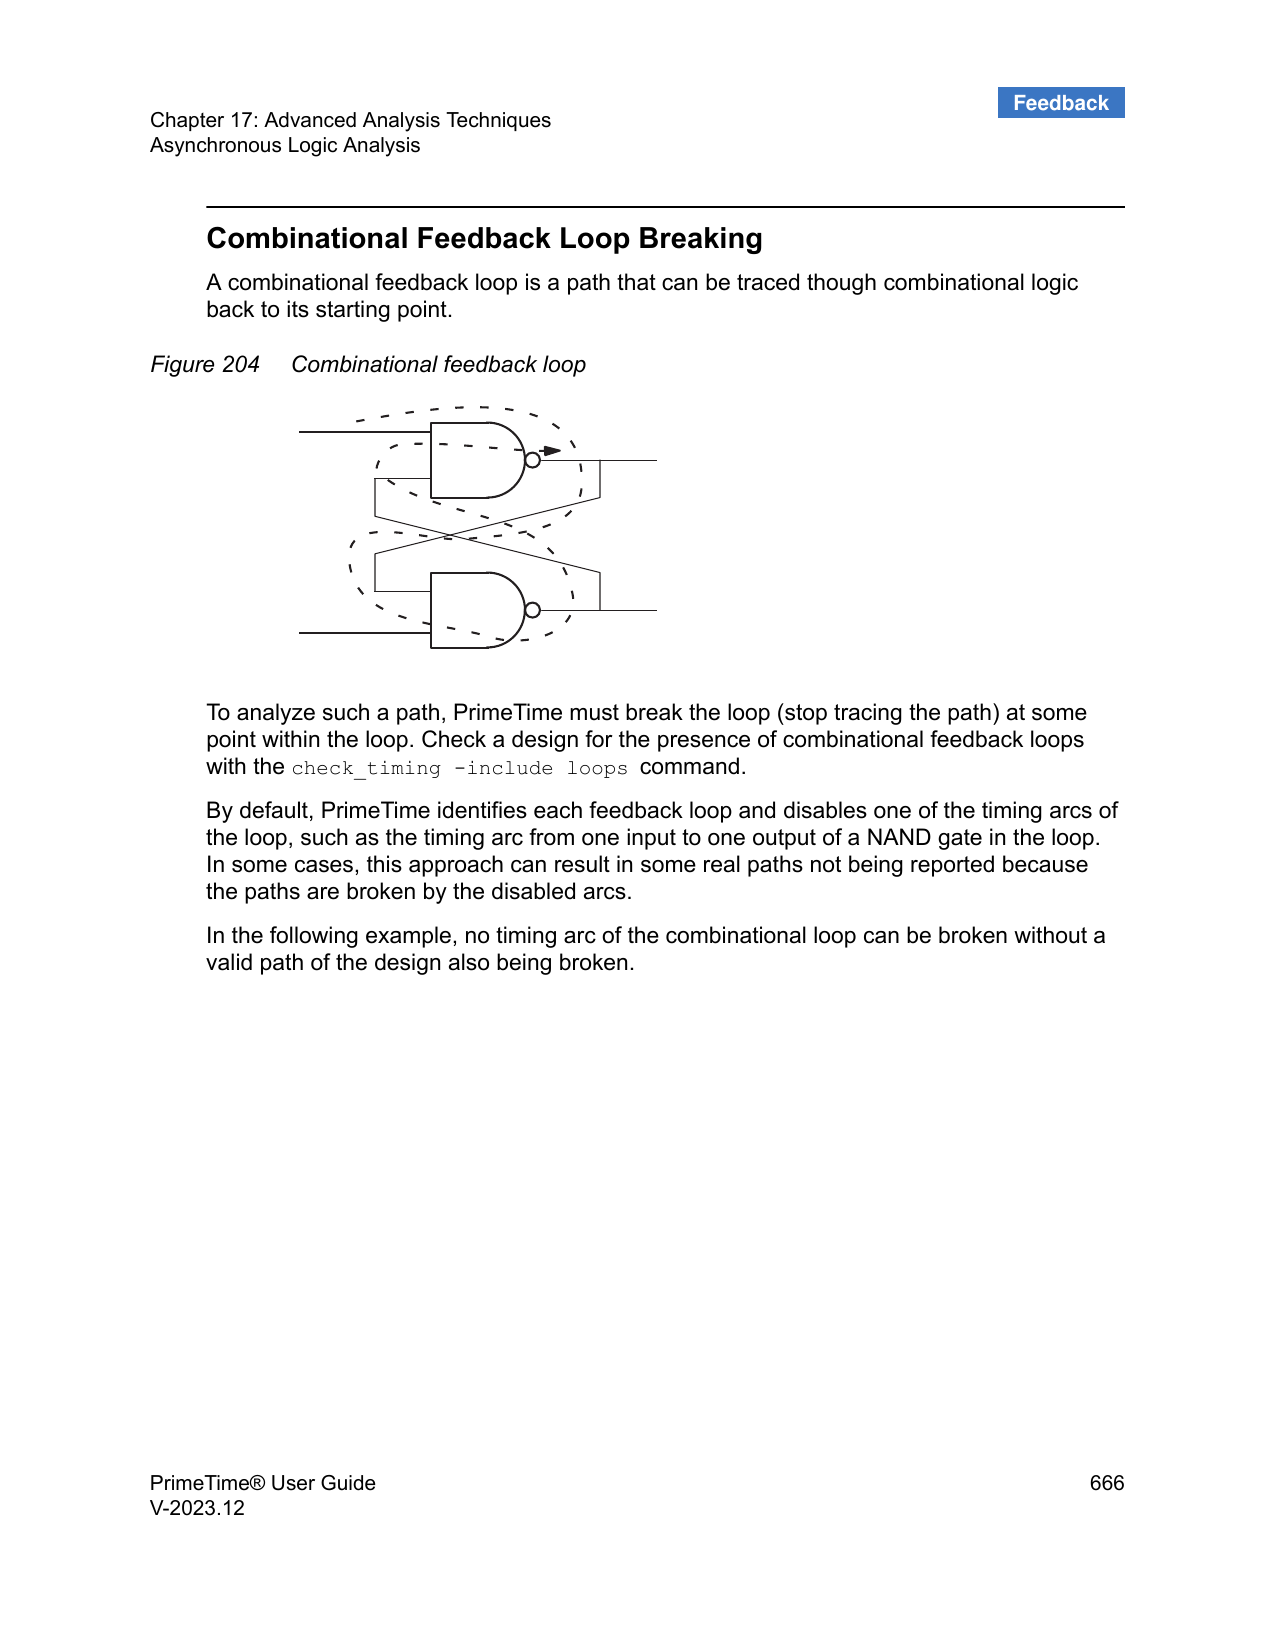 Feedback
Chapter 17: Advanced Analysis Techniques
Asynchronous Logic Analysis
Combinational Feedback Loop Breaking
A combinational feedback loop is a path that can be traced though combinational logic
back to its starting point.
Figure 204 Combinational feedback loop
To analyze such a path, PrimeTime must break the loop (stop tracing the path) at some
point within the loop. Check a design for the presence of combinational feedback loops
with the check_timing -include loops command.
By default, PrimeTime identifies each feedback loop and disables one of the timing arcs of
the loop, such as the timing arc from one input to one output of a NAND gate in the loop.
In some cases, this approach can result in some real paths not being reported because
the paths are broken by the disabled arcs.
In the following example, no timing arc of the combinational loop can be broken without a
valid path of the design also being broken.
PrimeTime® User Guide 666
V-2023.12